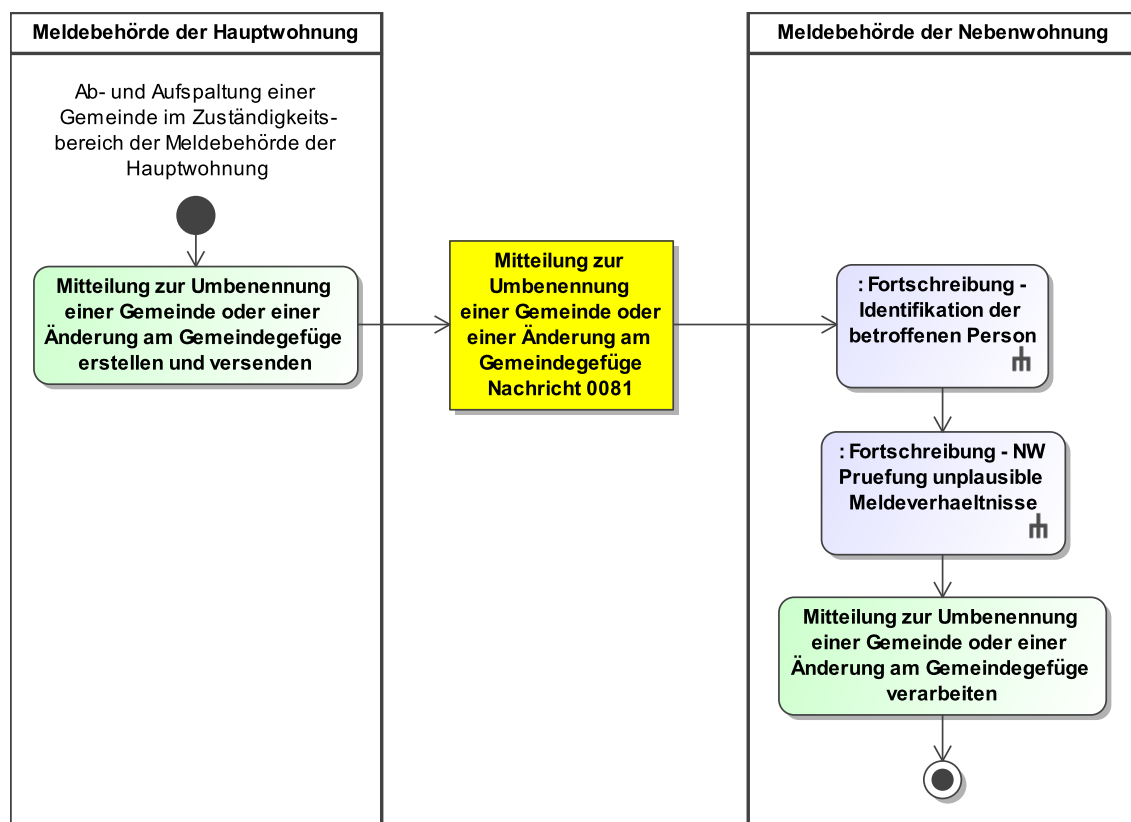 Meldebehörde der Hauptwohnung
Meldebehörde der Nebenwohnung
Ab- und Aufspaltung einer
Gemeinde im Zuständigkeits-
bereich der Meldebehörde der
Hauptwohnung
Mitteilung zur Umbenennung
einer Gemeinde oder einer
Änderung am Gemeindegefüge
erstellen und versenden
Mitteilung zur
Umbenennung
einer Gemeinde oder
einer Änderung am
Gemeindegefüge
Nachricht 0081
: Fortschreibung -
Identifikation der
betroffenen Person
: Fortschreibung - NW
Pruefung unplausible
Meldeverhaeltnisse
Mitteilung zur Umbenennung
einer Gemeinde oder einer
Änderung am Gemeindegefüge
verarbeiten